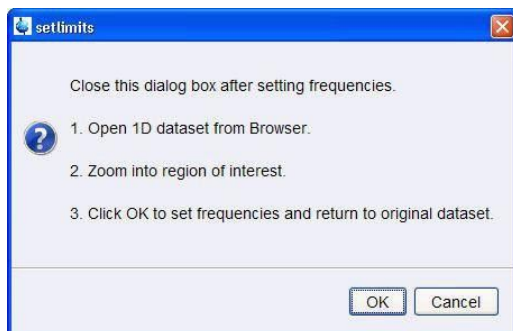 setlimits
Close this dialog box after setting frequencies.
1. Open 1D dataset from Browser.
2. Zoom into region of interest.
3. Click OK to set frequencies and return to original dataset.
OK Cancel